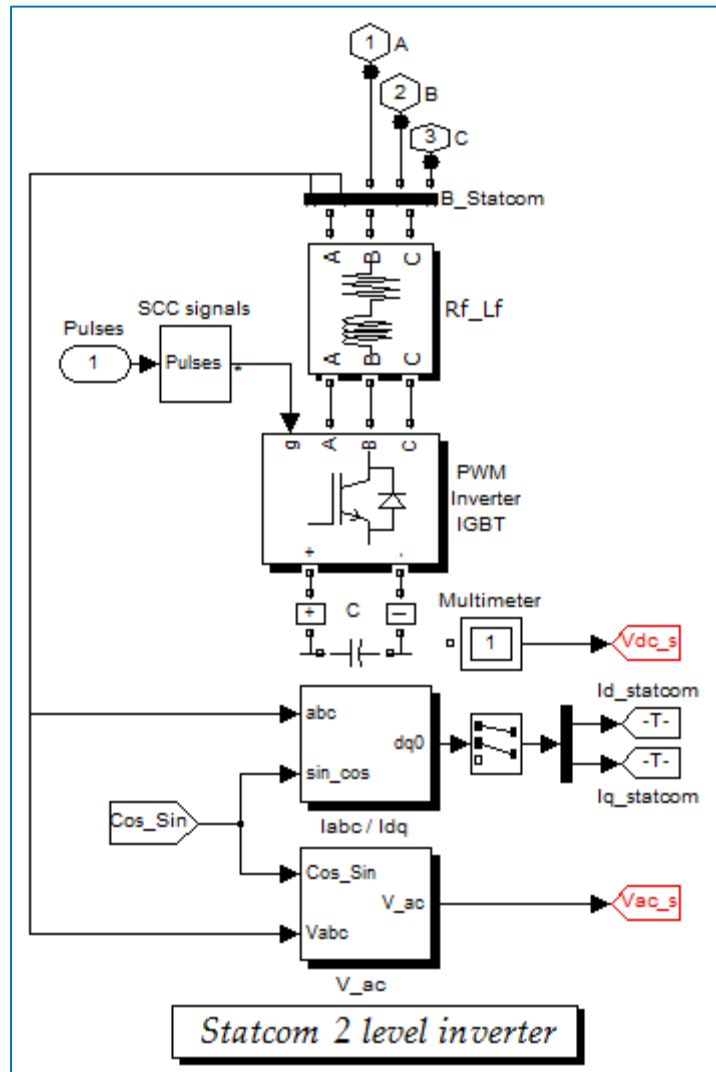 1 A
2 B
3 C
B_Statcom
A B C
Rf_Lf
SCC signals
Pulses
1
Pulses
*
A B C
g A B C
PWM
Inverter
IGBT
+ -
+ C —
Multimeter
1
Vdc_s
abc
dq0
sin_cos
Id_statcom
-T-
-T-
Iq_statcom
Iabc / Idq
Cos_Sin
Cos_Sin
V_ac
Vac_s
Vabc
V_ac
Statcom 2 level inverter